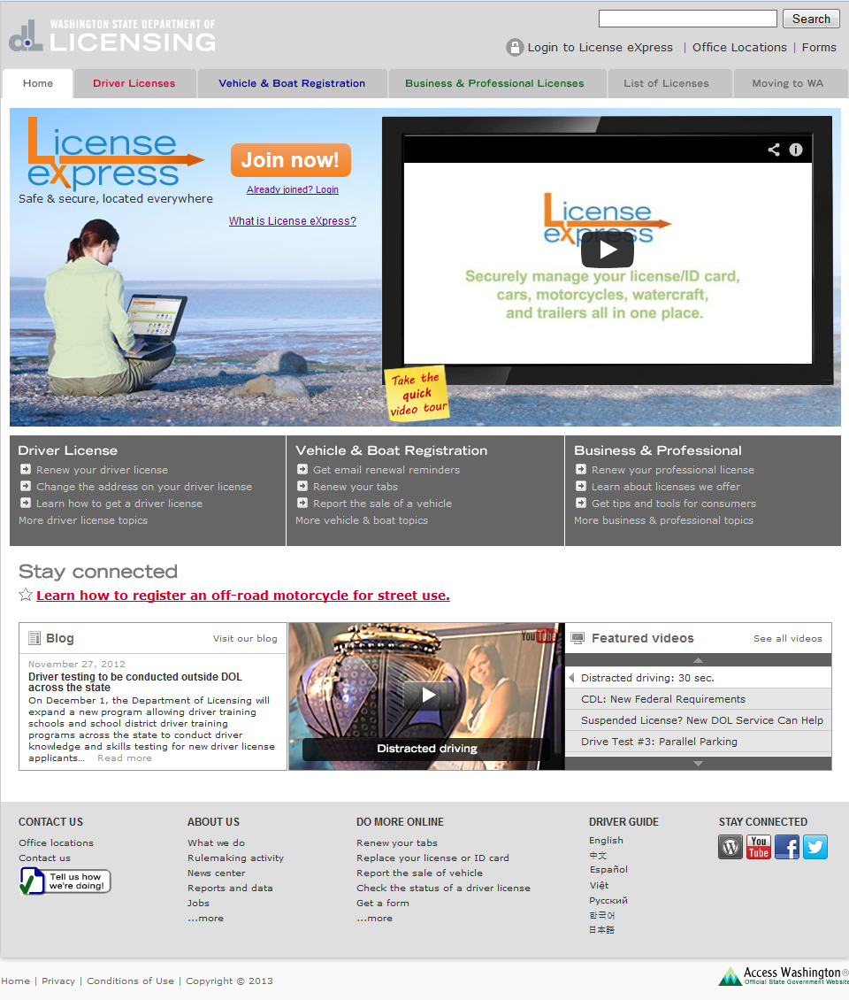 WASHINGTON STATE DEPARTMENT OF
LICENSING
Search
Login to License eXpress | Office Locations | Forms
Home
Driver Licenses
Vehicle & Boat Registration
Business & Professional Licenses
List of Licenses
Moving to WA
License
eXpress
Safe & secure, located everywhere
Join now!
Already joined? Login
What is License eXpress?
License
eXpress
Securely manage your license/ID card,
cars, motorcycles, watercraft,
and trailers all in one place.
Take the
quick
video tour
Driver License
Renew your driver license
Change the address on your driver license
Learn how to get a driver license
More driver license topics
Vehicle & Boat Registration
Get email renewal reminders
Renew your tabs
Report the sale of a vehicle
More vehicle & boat topics
Business & Professional
Renew your professional license
Learn about licenses we offer
Get tips and tools for consumers
More business & professional topics
Stay connected
Learn how to register an off-road motorcycle for street use.
Blog
Visit our blog
November 27, 2012
Driver testing to be conducted outside DOL
across the state
On December 1, the Department of Licensing will
expand a new program allowing driver training
schools and school district driver training
programs across the state to conduct driver
knowledge and skills testing for new driver license
applicants... Read more
YouTube
Distracted driving
Featured videos
See all videos
Distracted driving: 30 sec.
CDL: New Federal Requirements
Suspended License? New DOL Service Can Help
Drive Test #3: Parallel Parking
CONTACT US
Office locations
Contact us
Tell us how
we're doing!
ABOUT US
What we do
Rulemaking activity
News center
Reports and data
Jobs
...more
DO MORE ONLINE
Renew your tabs
Replace your license or ID card
Report the sale of vehicle
Check the status of a driver license
Get a form
...more
DRIVER GUIDE
English
中文
Español
Việt
Русский
한국어
日本語
STAY CONNECTED
You
Tube
Home | Privacy | Conditions of Use | Copyright © 2013
Access Washington®
Official State Government Website